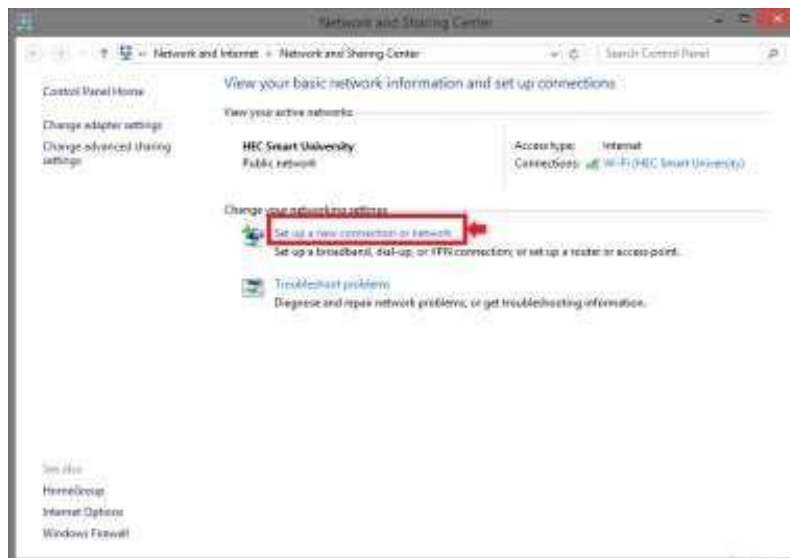 Network and Sharing Center
Network and Internet
Network and Sharing Center
Search Control Panel
Control Panel Home
Change adapter settings
Change advanced sharing
settings
View your basic network information and set up connections
View your active networks
HEC Smart University
Public network
Access type: Internet
Connections: Wi-Fi (HEC Smart University)
Change your networking settings
Set up a new connection or network
Set up a broadband, dial-up, or VPN connection; or set up a router or access point.
Troubleshoot problems
Diagnose and repair network problems, or get troubleshooting information.
See also
HomeGroup
Internet Options
Windows Firewall